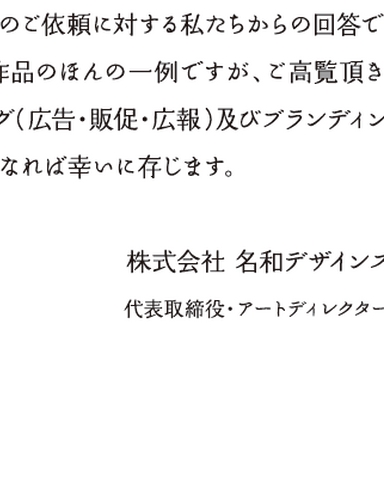 のご依頼に対する私たちからの回答で
作品のほんの一例ですが、ご高覧頂き
グ(広告・販促・広報)及びブランディン
なれば幸いに存じます。
株式会社 名和デザインス
代表取締役・アートディレクター